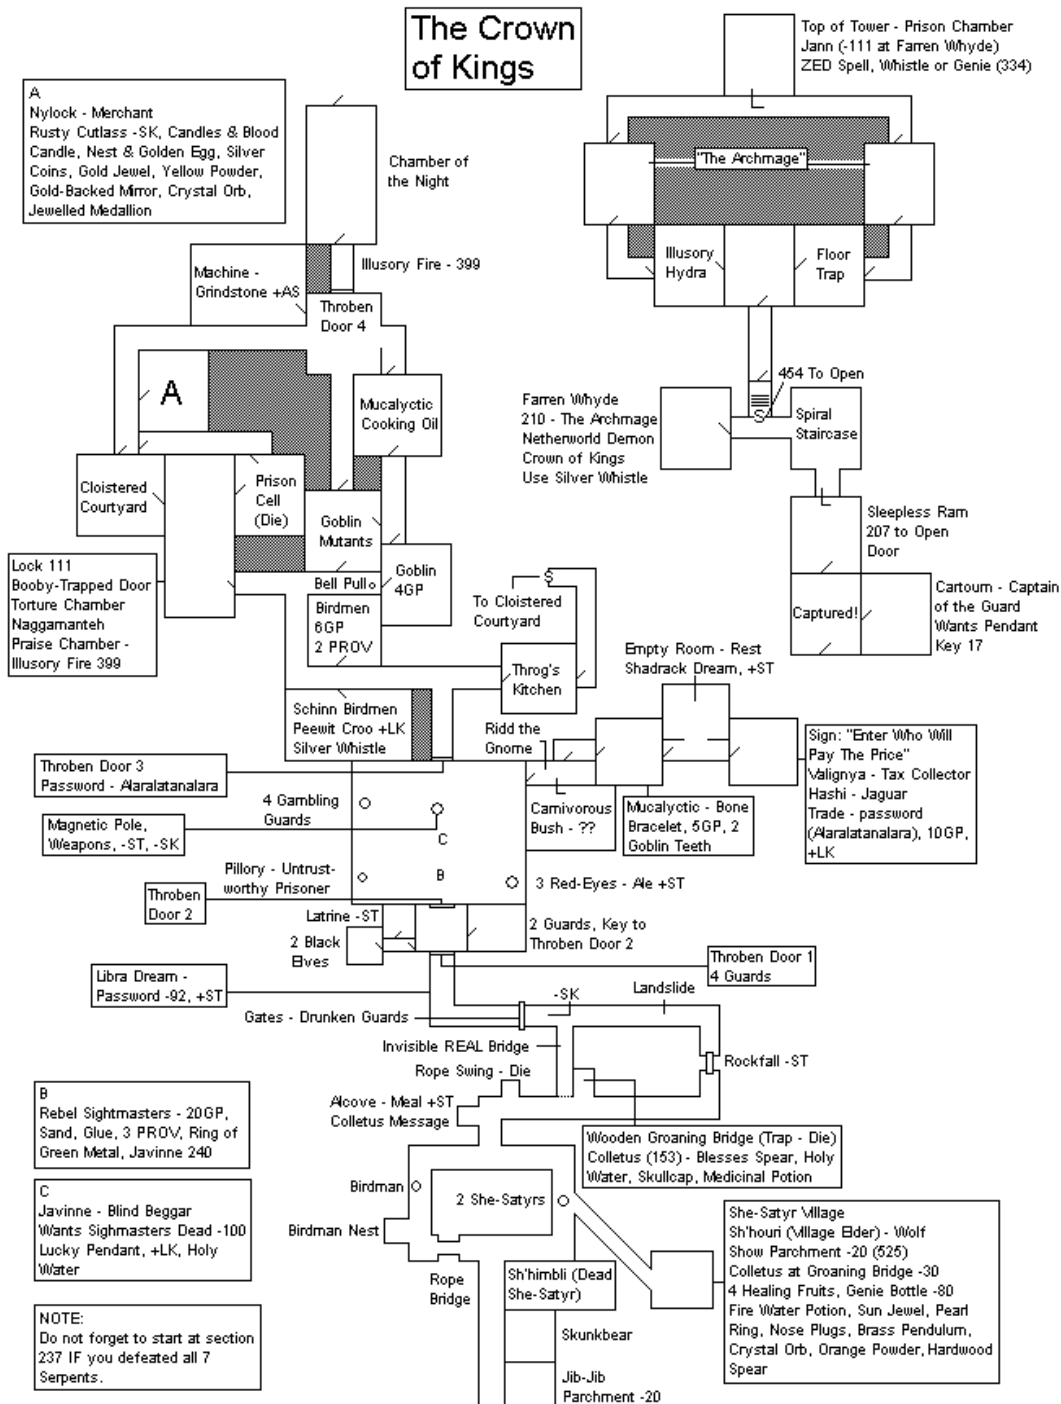 The Crown
of Kings
Top of Tower - Prison Chamber
Jann (-111 at Farren Whyde)
ZED Spell, Whistle or Genie (334)
A
Nylock - Merchant
Rusty Cutlass -SK, Candles & Blood
Candle, Nest & Golden Egg, Silver
Coins, Gold Jewel, Yellow Powder,
Gold-Backed Mirror, Crystal Orb,
Jewelled Medallion
Chamber of
the Night
"The Archmage"
Illusory
Hydra
Floor
Trap
Machine -
Grindstone +AS
Illusory Fire - 399
Throben
Door 4
454 To Open
A
Mucalyctic
Cooking Oil
Farren Whyde
210 - The Archmage
Netherworld Demon
Crown of Kings
Use Silver Whistle
S
Spiral
Staircase
Cloistered
Courtyard
Prison
Cell
(Die)
Goblin
Mutants
Sleepless Ram
207 to Open
Door
Lock 111
Booby-Trapped Door
Torture Chamber
Naggamanteh
Praise Chamber -
Illusory Fire 399
Bell Pull
Goblin
4GP
Birdmen
6GP
2 PROV
S
To Cloistered
Courtyard
Captured!
Cartoum - Captain
of the Guard
Wants Pendant
Key 17
Throg's
Kitchen
Empty Room - Rest
Shadrack Dream, +ST
Schinn Birdmen
Peewit Croo +LK
Silver Whistle
Ridd the
Gnome
Sign: "Enter Who Will
Pay The Price"
Valignya - Tax Collector
Hashi - Jaguar
Trade - password
(Alaralatanalara), 10GP,
+LK
Throben Door 3
Password - Alaralatanalara
4 Gambling
Guards
Carnivorous
Bush - ??
Mucalyctic - Bone
Bracelet, 5GP, 2
Goblin Teeth
Magnetic Pole,
Weapons, -ST, -SK
C
Pillory - Untrust-
worthy Prisoner
B
3 Red-Eyes - Ale +ST
Throben
Door 2
Latrine -ST
2 Guards, Key to
Throben Door 2
2 Black
Elves
Throben Door 1
4 Guards
Libra Dream -
Password -92, +ST
-SK
Landslide
Gates - Drunken Guards
Invisible REAL Bridge
Rockfall -ST
Rope Swing - Die
Alcove - Meal +ST
Colletus Message
B
Rebel Sightmasters - 20GP,
Sand, Glue, 3 PROV, Ring of
Green Metal, Javinne 240
Wooden Groaning Bridge (Trap - Die)
Colletus (153) - Blesses Spear, Holy
Water, Skullcap, Medicinal Potion
Birdman
2 She-Satyrs
C
Javinne - Blind Beggar
Wants Sighmasters Dead -100
Lucky Pendant, +LK, Holy
Water
Birdman Nest
She-Satyr Village
Sh'houri (Village Elder) - Wolf
Show Parchment -20 (525)
Colletus at Groaning Bridge -30
4 Healing Fruits, Genie Bottle -80
Fire Water Potion, Sun Jewel, Pearl
Ring, Nose Plugs, Brass Pendulum,
Crystal Orb, Orange Powder, Hardwood
Spear
Rope
Bridge
Sh'himbli (Dead
She-Satyr)
NOTE:
Do not forget to start at section
237 IF you defeated all 7
Serpents.
Skunkbear
Jib-Jib
Parchment -20